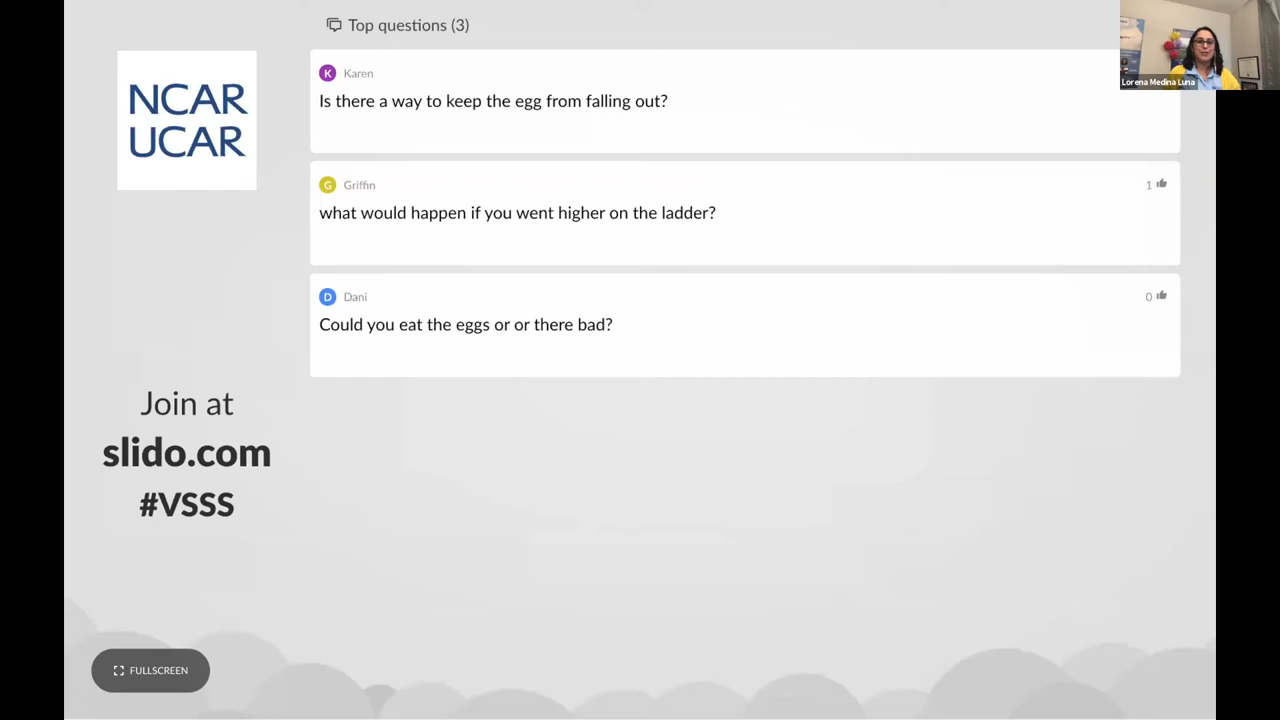 Top questions (3)
NCAR
UCAR
K Karen
Is there a way to keep the egg from falling out?
G Griffin
1
what would happen if you went higher on the ladder?
D Dani
0
Could you eat the eggs or or there bad?
Join at
slido.com
#VSSS
FULLSCREEN
Lorena Medina Luna